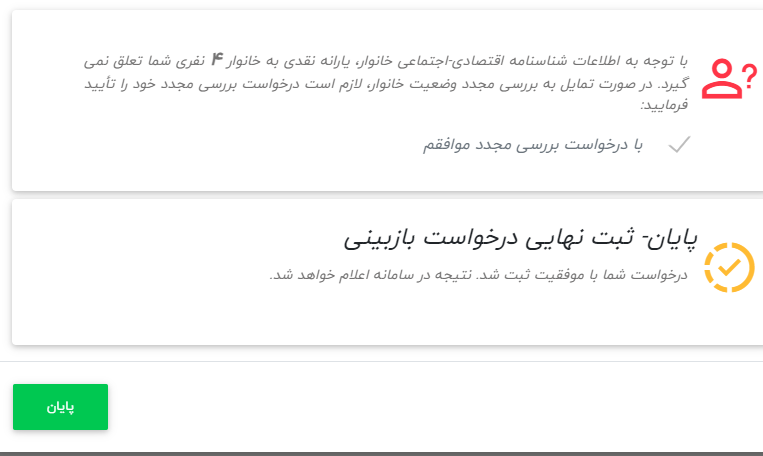 با توجه به اطلاعات شناسنامه اقتصادی-اجتماعی خانوار، یارانه نقدی به خانوار ۴ نفری شما تعلق نمی
گیرد. در صورت تمایل به بررسی مجدد وضعیت خانوار، لازم است درخواست بررسی مجدد خود را تأیید
فرمایید:
با درخواست بررسی مجدد موافقم
پایان- ثبت نهایی درخواست بازبینی
درخواست شما با موفقیت ثبت شد. نتیجه در سامانه اعلام خواهد شد.
پایان